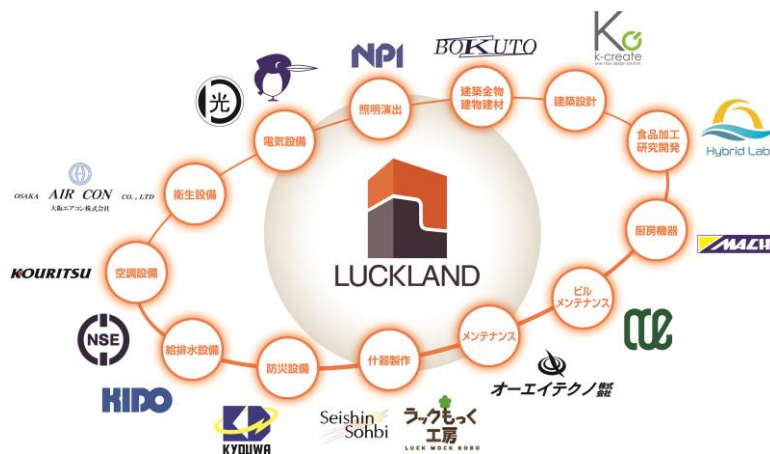 NPI
BOKUTO
K
k-create
光
電気設備
照明演出
建築金物
建物建材
建築設計
食品加工
研究開発
Hybrid Lab
OSAKA AIR CON CO., LTD
大阪エアコン株式会社
衛生設備
厨房機器
MACH
LUCKLAND
KOURITSU
空調設備
ビル
メンテナンス
NSE
給排水設備
防災設備
什器製作
メンテナンス
オーエイテクノ株式会社
KIDO
KYOUWA
Seishin
Sohbi
ラックもっく
工房
LUCK MOCK KOBO